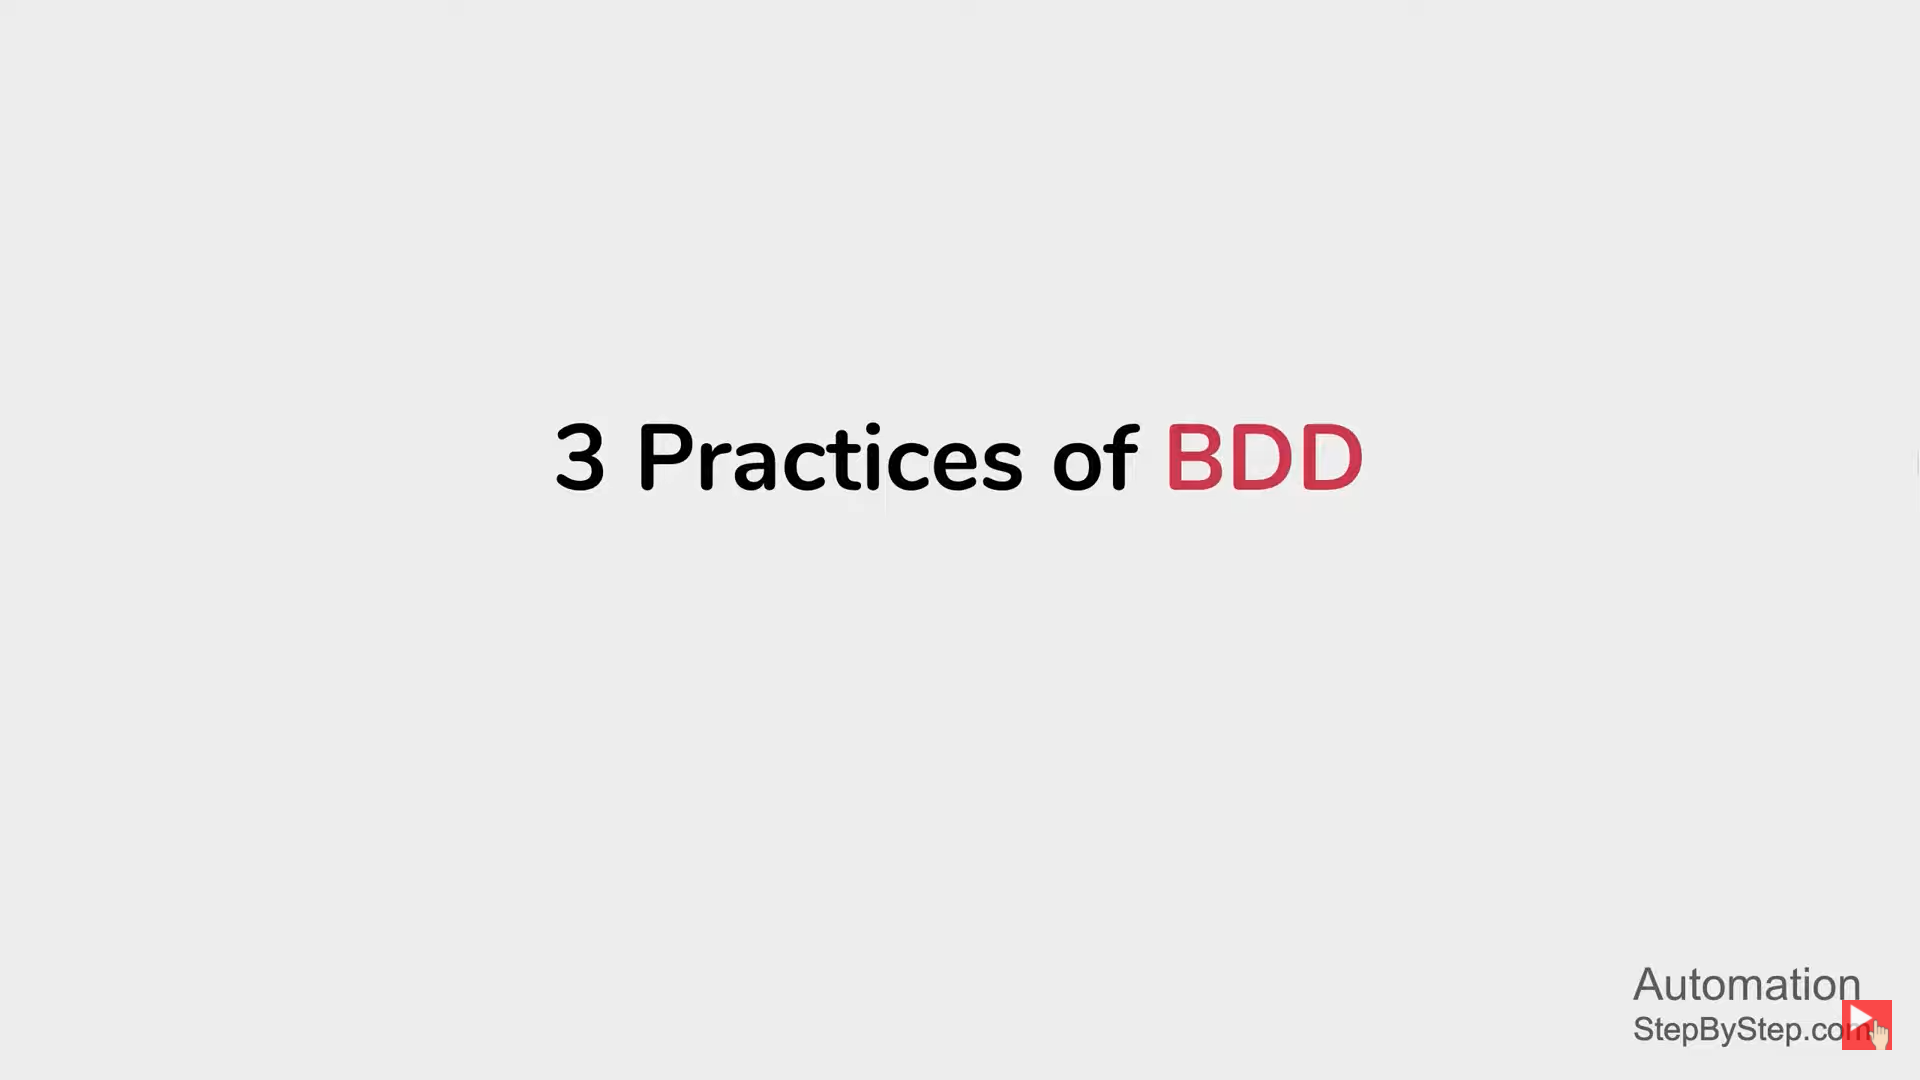 3 Practices of BDD
Automation
StepByStep.com